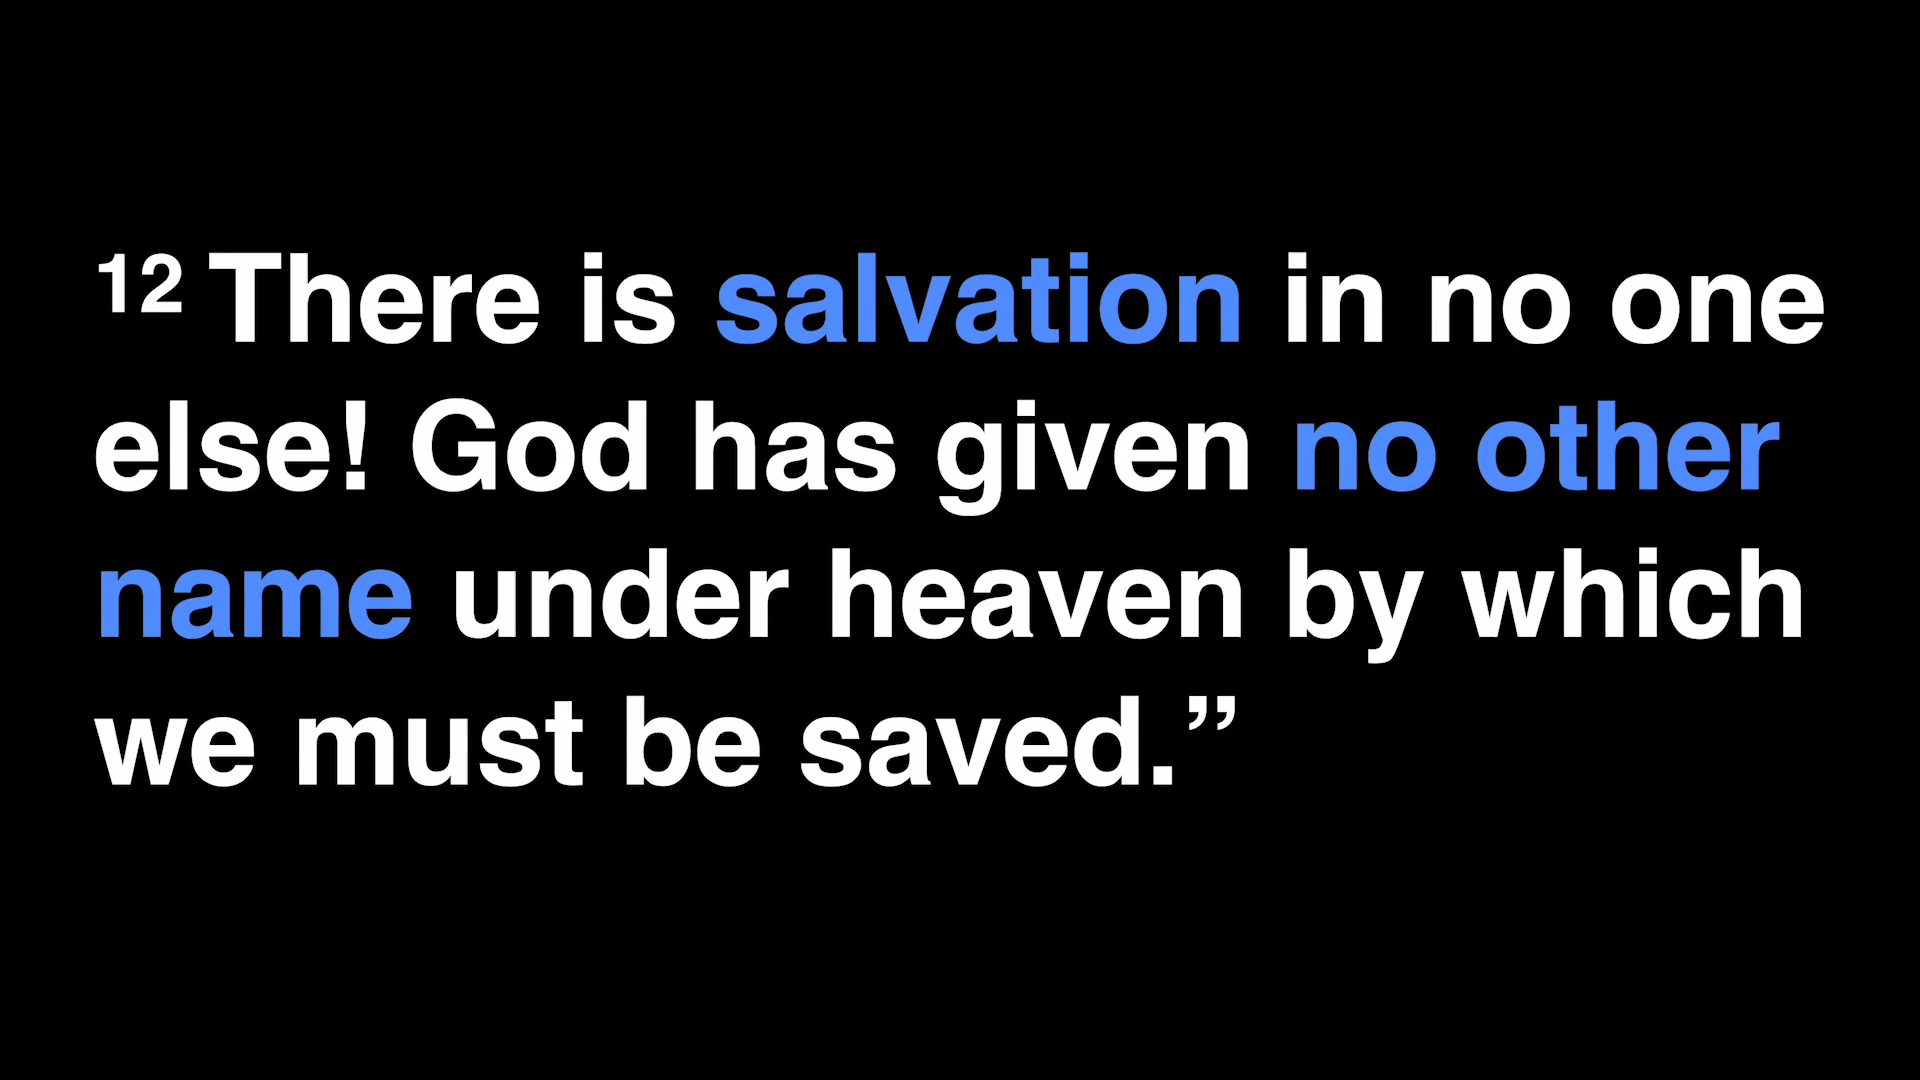 12 There is salvation in no one
else! God has given no other
name under heaven by which
we must be saved.”